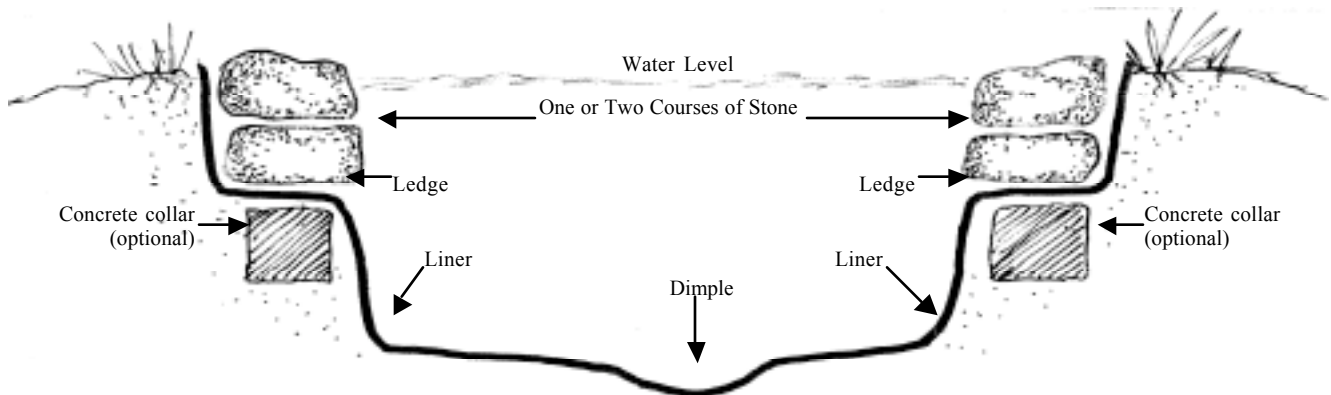 Water Level
One or Two Courses of Stone
Ledge
Ledge
Concrete collar
(optional)
Concrete collar
(optional)
Liner
Liner
Dimple